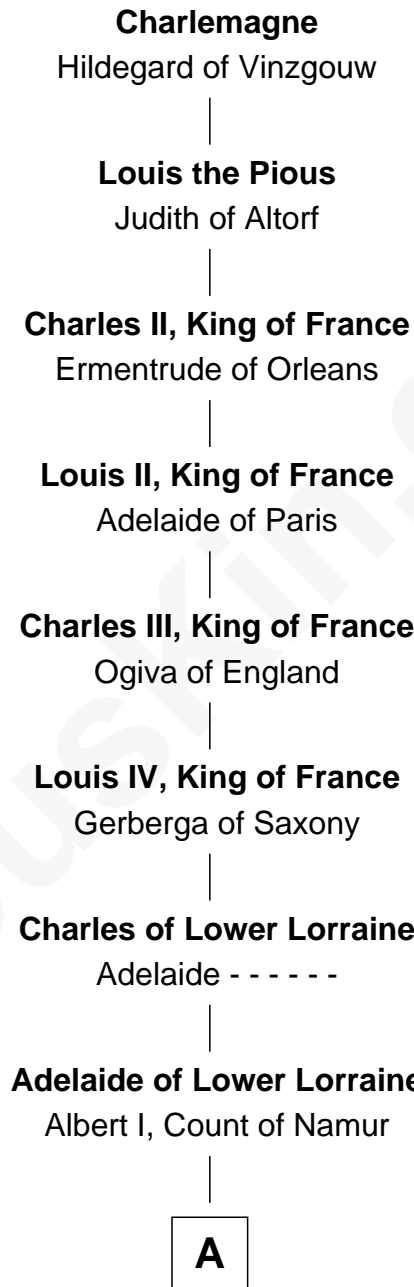 Charlemagne
Hildegard of Vinzgouw
Louis the Pious
Judith of Altorf
Charles II, King of France
Ermentrude of Orleans
Louis II, King of France
Adelaide of Paris
Charles III, King of France
Ogiva of England
Louis IV, King of France
Gerberga of Saxony
Charles of Lower Lorraine
Adelaide - - - - - -
Adelaide of Lower Lorraine
Albert I, Count of Namur
A